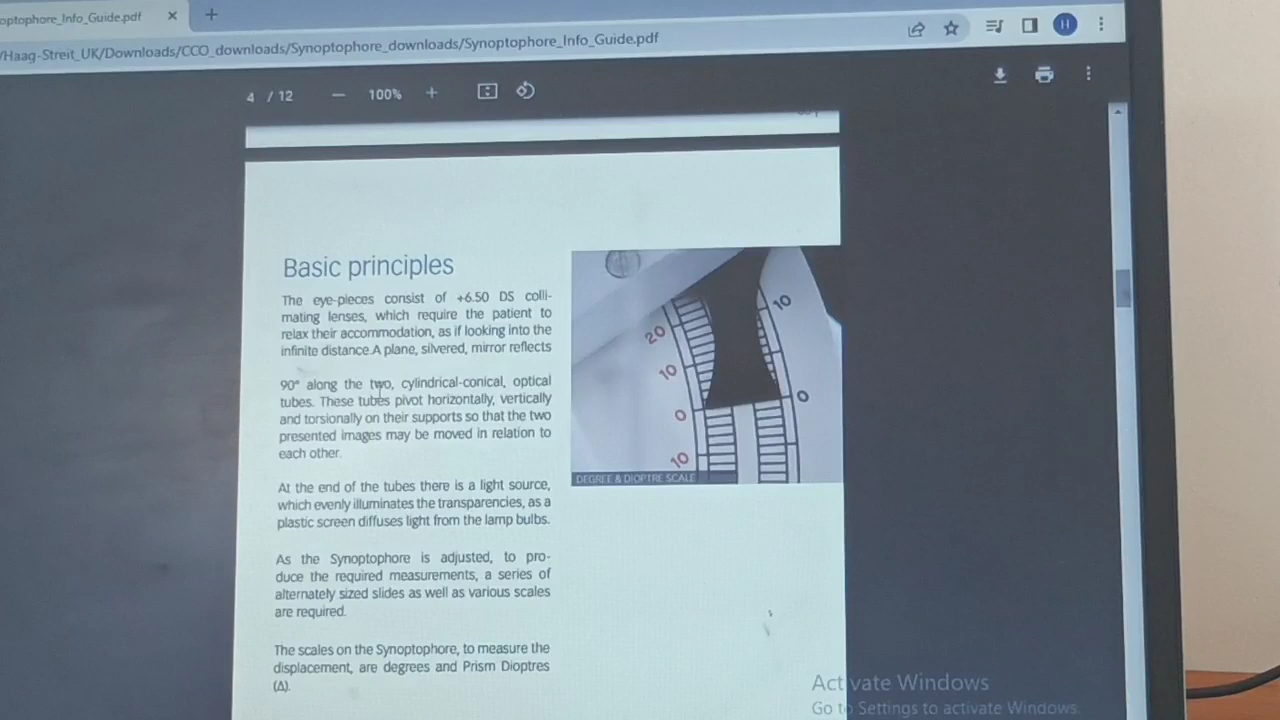 optophore_Info_Guide.pdf
/Haag-Streit_UK/Downloads/CCO_downloads/Synoptophore_downloads/Synoptophore_Info_Guide.pdf
H
4 / 12
100%
Basic principles
The eye-pieces consist of +6.50 DS colli-
mating lenses, which require the patient to
relax their accommodation, as if looking into the
infinite distance.A plane, silvered, mirror reflects
90° along the two, cylindrical-conical, optical
tubes. These tubes pivot horizontally, vertically
and torsionally on their supports so that the two
presented images may be moved in relation to
each other.
At the end of the tubes there is a light source,
which evenly illuminates the transparencies, as a
plastic screen diffuses light from the lamp bulbs.
As the Synoptophore is adjusted, to pro-
duce the required measurements, a series of
alternately sized slides as well as various scales
are required.
The scales on the Synoptophore, to measure the
displacement, are degrees and Prism Dioptres
(Δ).
20
10
0
10
10
0
DEGREE & DIOPTRE SCALE
Activate Windows
Go to Settings to activate Windows.